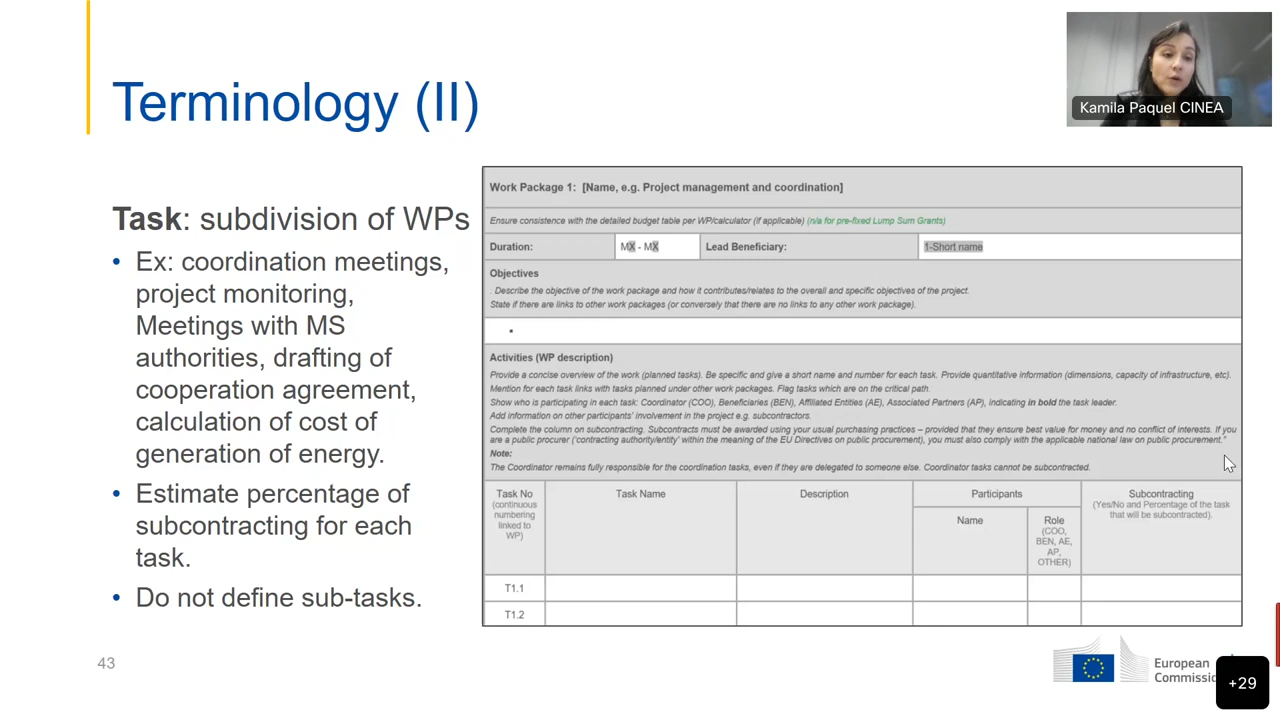 Terminology (II)
Kamila Paquel CINEA
Task: subdivision of WPs
• Ex: coordination meetings,
project monitoring,
Meetings with MS
authorities, drafting of
cooperation agreement,
calculation of cost of
generation of energy.
• Estimate percentage of
subcontracting for each
task.
• Do not define sub-tasks.
Work Package 1: [Name, e.g. Project management and coordination]
Ensure consistence with the detailed budget table per WP/calculator (if applicable) (n/a for pre-fixed Lump Sum Grants)
Duration: MX - MX Lead Beneficiary: 1-Short name
Objectives
. Describe the objective of the work package and how it contributes/relates to the overall and specific objectives of the project.
State if there are links to other work packages (or conversely that there are no links to any other work package).
▪
Activities (WP description)
Provide a concise overview of the work (planned tasks). Be specific and give a short name and number for each task. Provide quantitative information (dimensions, capacity of infrastructure, etc).
Mention for each task links with tasks planned under other work packages. Flag tasks which are on the critical path.
Show who is participating in each task: Coordinator (COO), Beneficiaries (BEN), Affiliated Entities (AE), Associated Partners (AP), indicating in bold the task leader.
Add information on other participants' involvement in the project e.g. subcontractors.
Complete the column on subcontracting. Subcontracts must be awarded using your usual purchasing practices – provided that they ensure best value for money and no conflict of interests. If you
are a public procurer ('contracting authority/entity' within the meaning of the EU Directives on public procurement), you must also comply with the applicable national law on public procurement."
Note:
The Coordinator remains fully responsible for the coordination tasks, even if they are delegated to someone else. Coordinator tasks cannot be subcontracted.
Task No
(continuous
numbering
linked to
WP)
Task Name
Description
Participants
Name
Role
(COO,
BEN, AE,
AP,
OTHER)
Subcontracting
(Yes/No and Percentage of the task
that will be subcontracted).
T1.1
T1.2
43
European
Commissi
+29